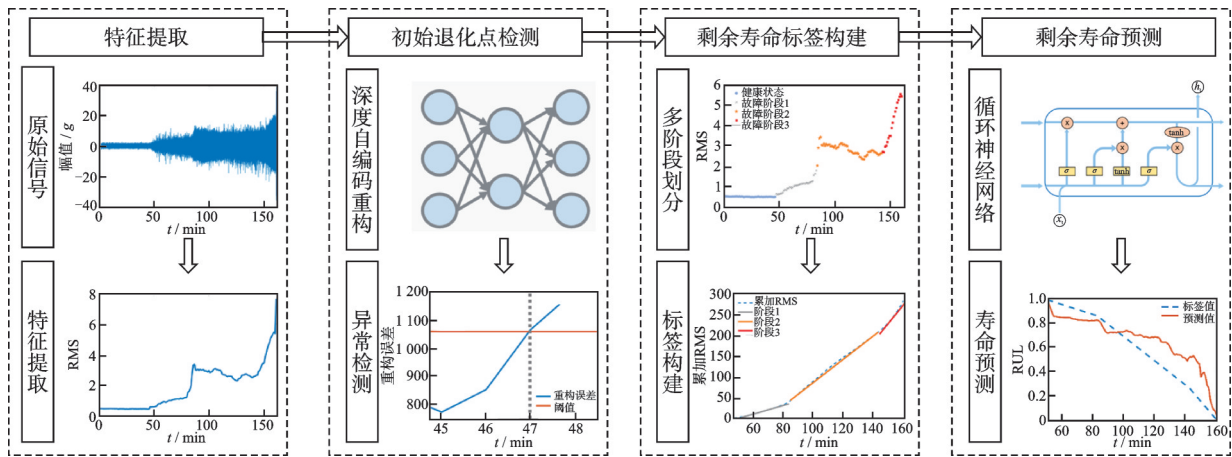 特征提取
初始退化点检测
剩余寿命标签构建
剩余寿命预测
原始信号
幅值 / g
40
20
0
−20
−40
0
50
100
150
t / min
特征提取
RMS
8
6
4
2
0
0
50
100
150
t / min
深度自编码重构
异常检测
重构误差
1 200
1 100
1 000
900
800
45
46
47
48
t / min
重构误差
阈值
多阶段划分
RMS
6
5
4
3
2
1
0
0
50
100
150
t / min
健康状态
故障阶段1
故障阶段2
故障阶段3
标签构建
累加RMS
300
250
200
150
100
50
0
60
80
100
120
140
160
t / min
累加RMS
阶段1
阶段2
阶段3
循环神经网络
hₜ
x
+
tanh
x
x
σ
σ
tanh
σ
xₜ
寿命预测
RUL
1.0
0.8
0.6
0.4
0.2
0
60
80
100
120
140
160
t / min
标签值
预测值